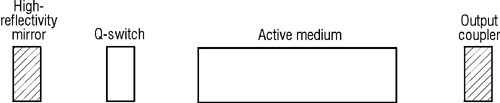 High-
reflectivity
mirror
Q-switch
Active medium
Output
coupler